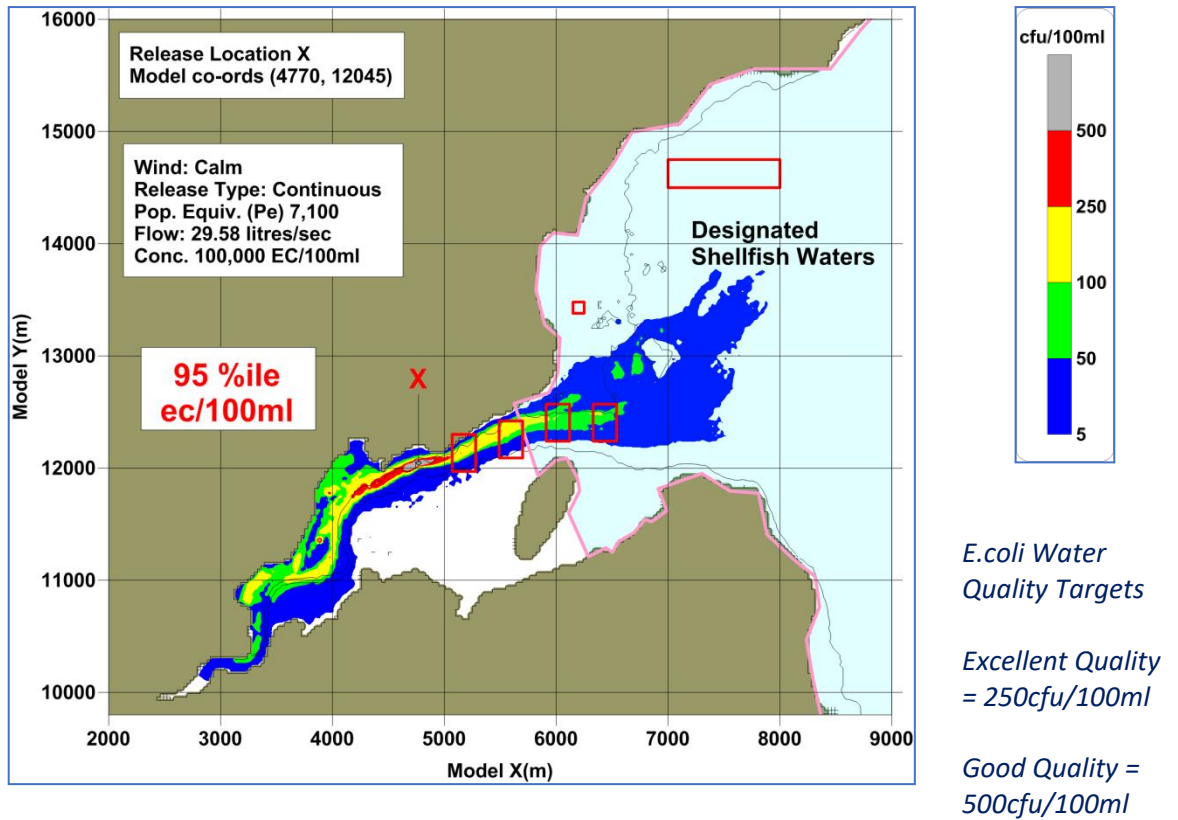 Release Location X
Model co-ords (4770, 12045)
Wind: Calm
Release Type: Continuous
Pop. Equiv. (Pe) 7,100
Flow: 29.58 litres/sec
Conc. 100,000 EC/100ml
95 %ile
ec/100ml
X
Designated
Shellfish Waters
Model Y(m)
16000
15000
14000
13000
12000
11000
10000
2000 3000 4000 5000 6000 7000 8000 9000
Model X(m)
cfu/100ml
500
250
100
50
5
E.coli Water
Quality Targets
Excellent Quality
= 250cfu/100ml
Good Quality =
500cfu/100ml